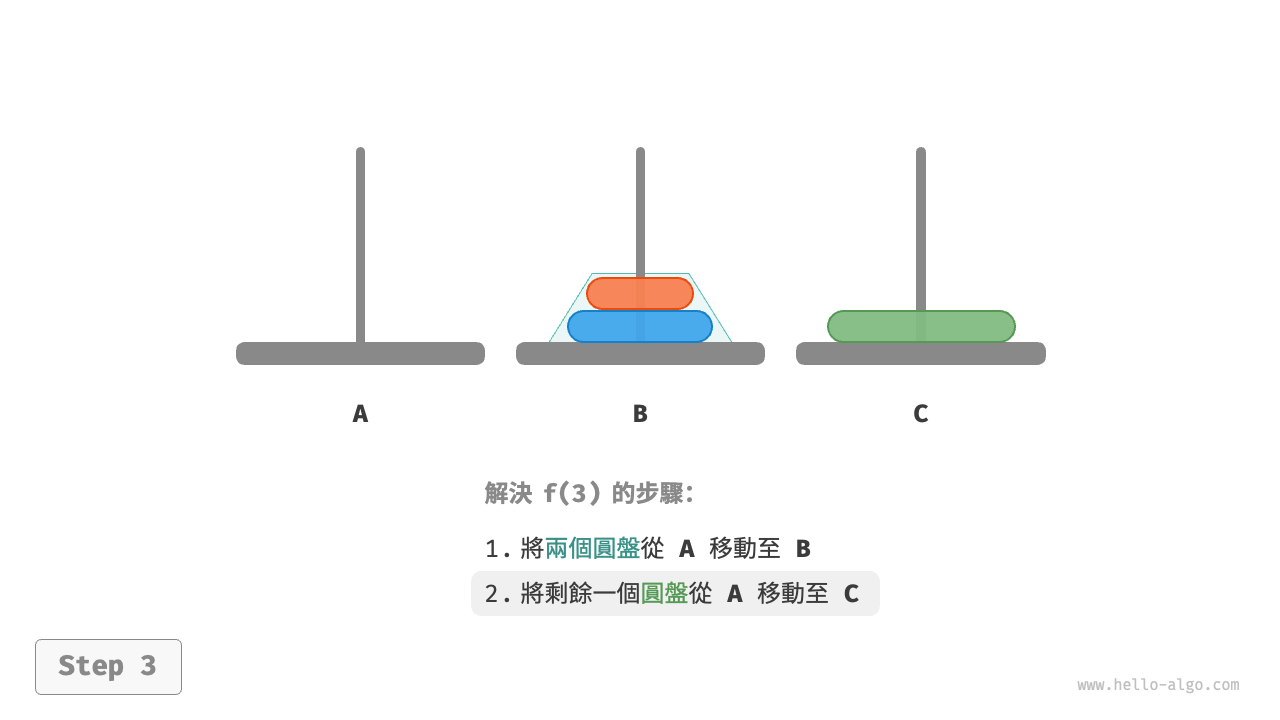 A
B
C
解決 f(3) 的步驟:
1. 將兩個圓盤從 A 移動至 B
2. 將剩餘一個圓盤從 A 移動至 C
Step 3
www.hello-algo.com